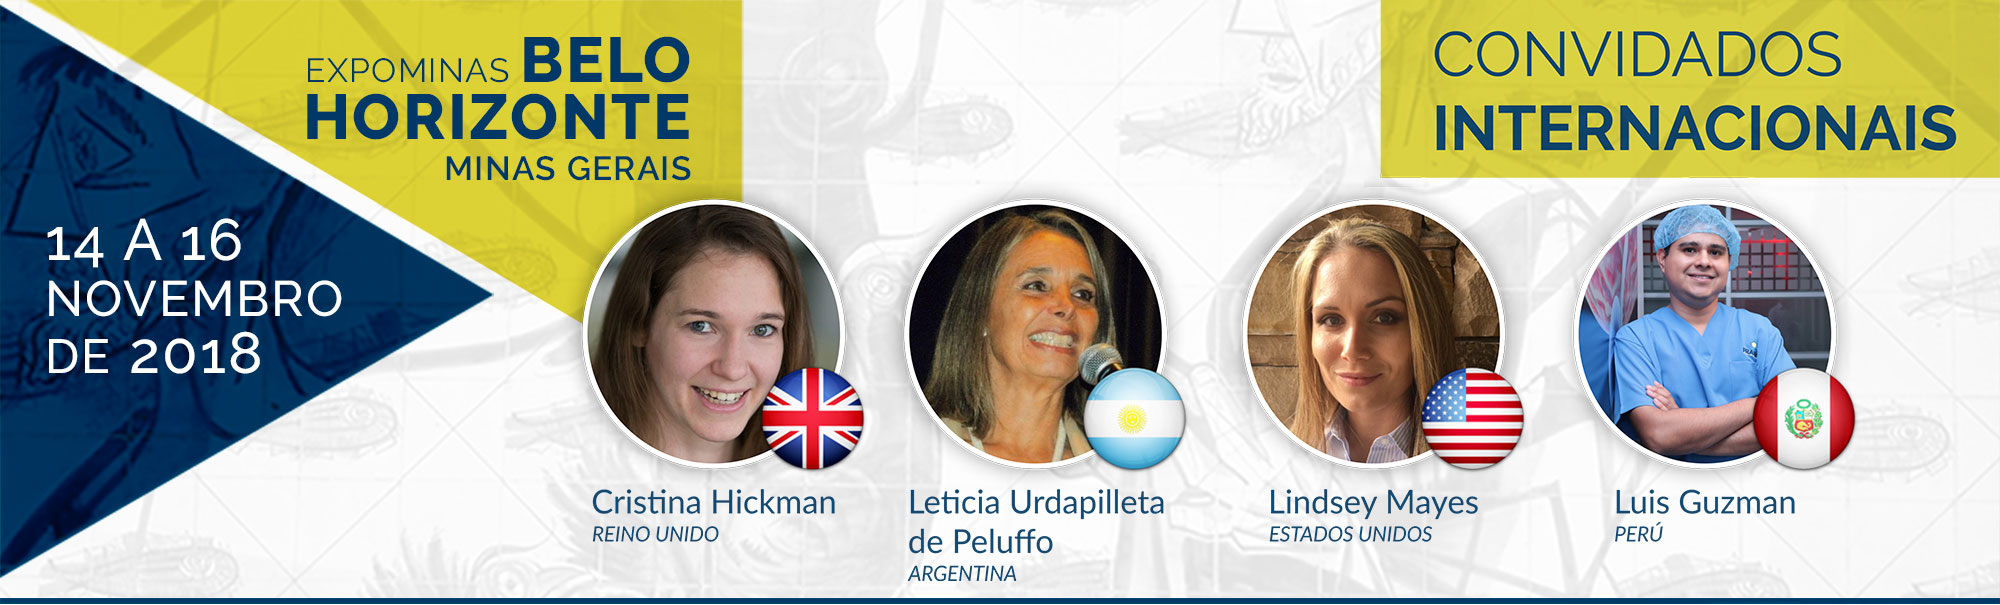 EXPOMINAS BELO
HORIZONTE
MINAS GERAIS
CONVIDADOS
INTERNACIONAIS
14 A 16
NOVEMBRO
DE 2018
Cristina Hickman
REINO UNIDO
Leticia Urdapilleta
de Peluffo
ARGENTINA
Lindsey Mayes
ESTADOS UNIDOS
Luis Guzman
PERÚ